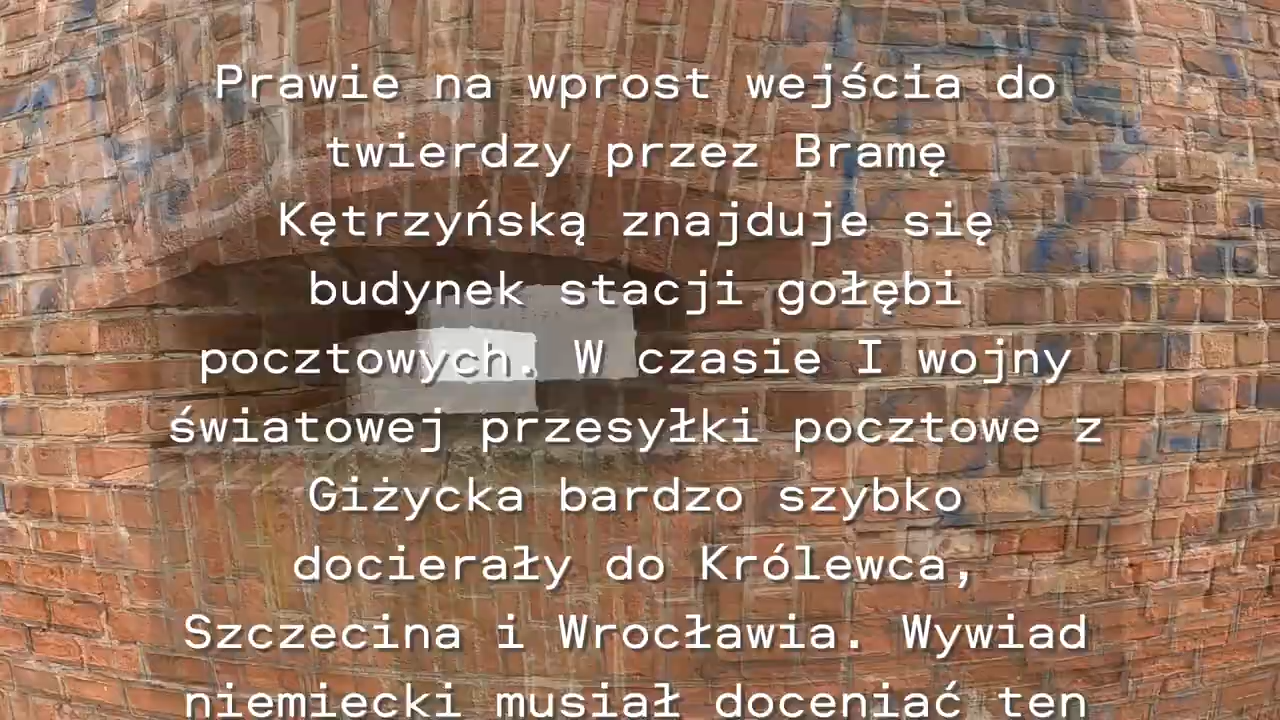 Prawie na wprost wejścia do
twierdzy przez Bramę
Kętrzyńską znajduje się
budynek stacji gołębi
pocztowych. W czasie I wojny
światowej przesyłki pocztowe z
Giżycka bardzo szybko
docierały do Królewca,
Szczecina i Wrocławia. Wywiad
niemiecki musiał doceniać ten